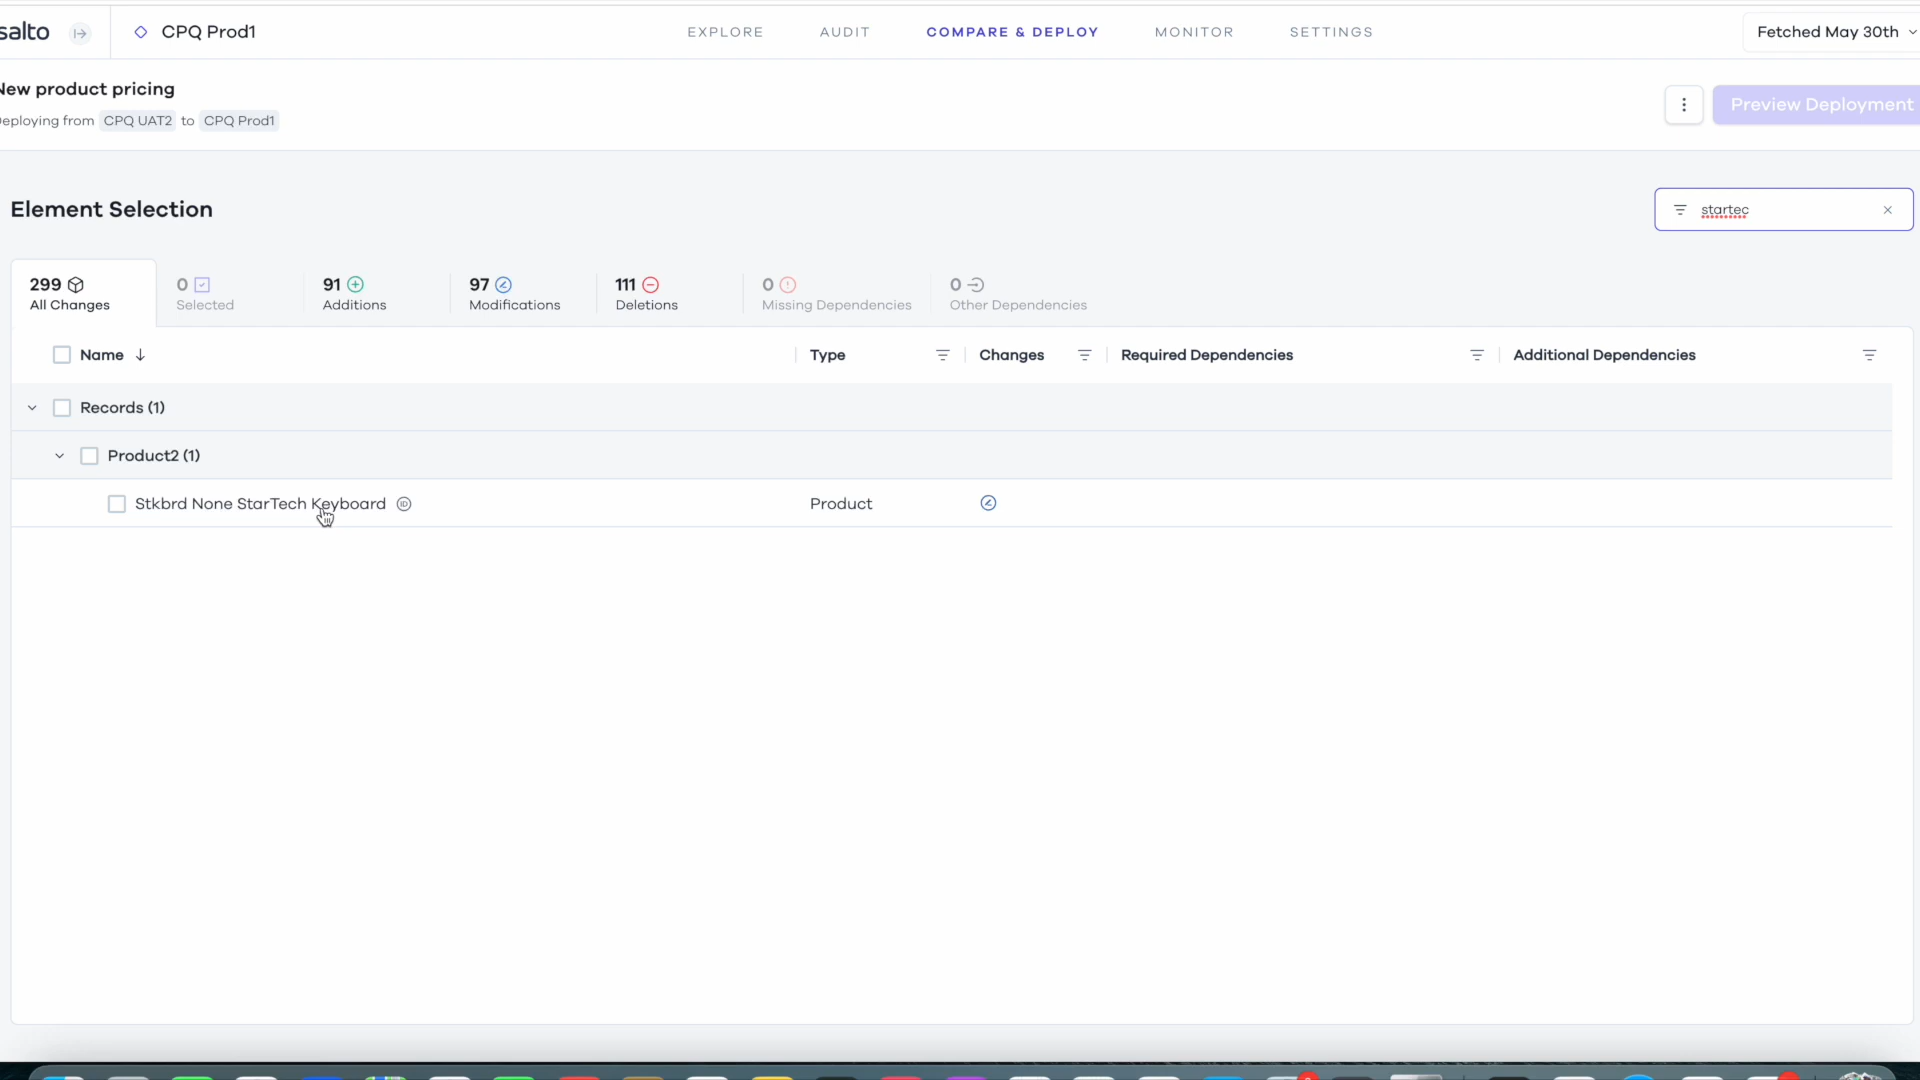 salto
CPQ Prod1
EXPLORE
AUDIT
COMPARE & DEPLOY
MONITOR
SETTINGS
Fetched May 30th
New product pricing
eploying from CPQ UAT2 to CPQ Prod1
Preview Deployment
Element Selection
startec
299
All Changes
0
Selected
91
Additions
97
Modifications
111
Deletions
0
Missing Dependencies
0
Other Dependencies
Name
Type
Changes
Required Dependencies
Additional Dependencies
Records (1)
Product2 (1)
Stkbrd None StarTech Keyboard ID
Product